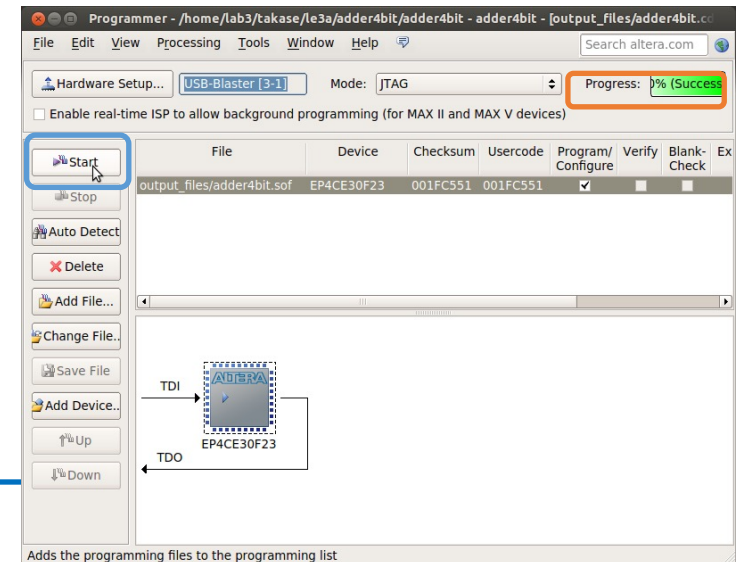 Programmer - /home/lab3/takase/le3a/adder4bit/adder4bit - adder4bit - [output_files/adder4bit.cd
File Edit View Processing Tools Window Help Search altera.com
Hardware Setup... USB-Blaster [3-1] Mode: JTAG Progress: 0% (Success
Enable real-time ISP to allow background programming (for MAX II and MAX V devices)
File Device Checksum Usercode Program/ Configure Verify Blank- Check Ex
output_files/adder4bit.sof EP4CE30F23 001FC551 001FC551
Start
Stop
Auto Detect
Delete
Add File...
Change File..
Save File
Add Device..
Up
Down
ALTERA
TDI
EP4CE30F23
TDO
Adds the programming files to the programming list